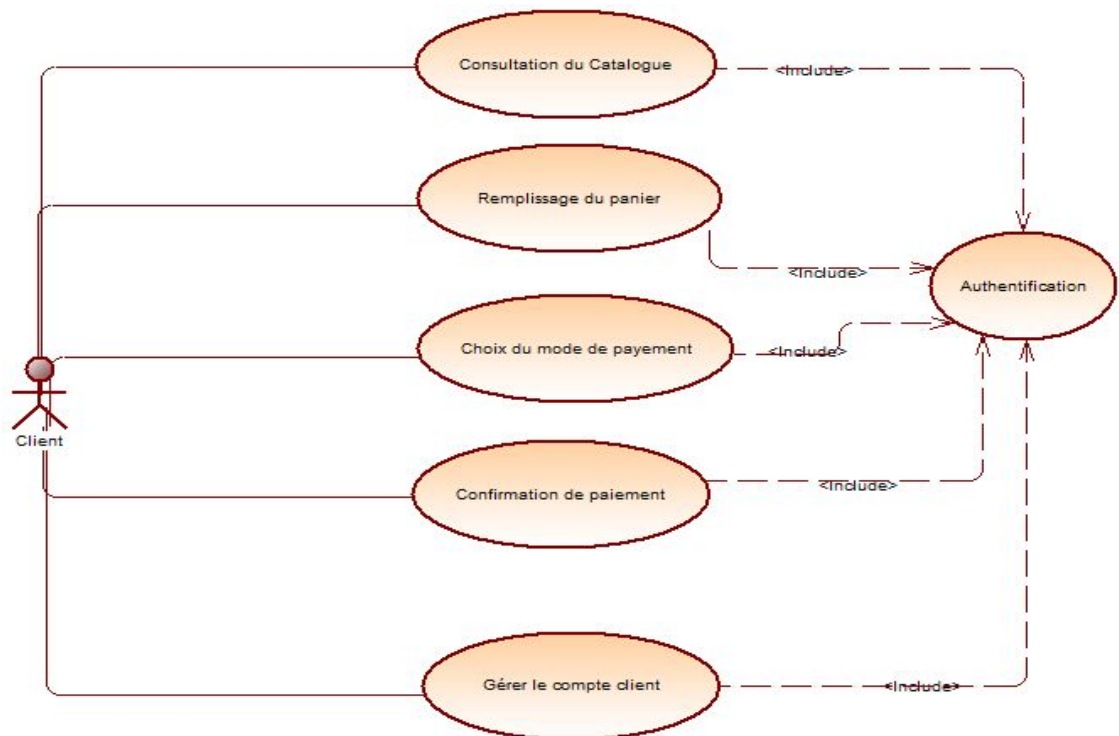 Consultation du Catalogue
<Include>
Remplissage du panier
<Include>
Authentification
Choix du mode de payement
<Include>
Client
Confirmation de paiement
<Include>
Gérer le compte client
<Include>